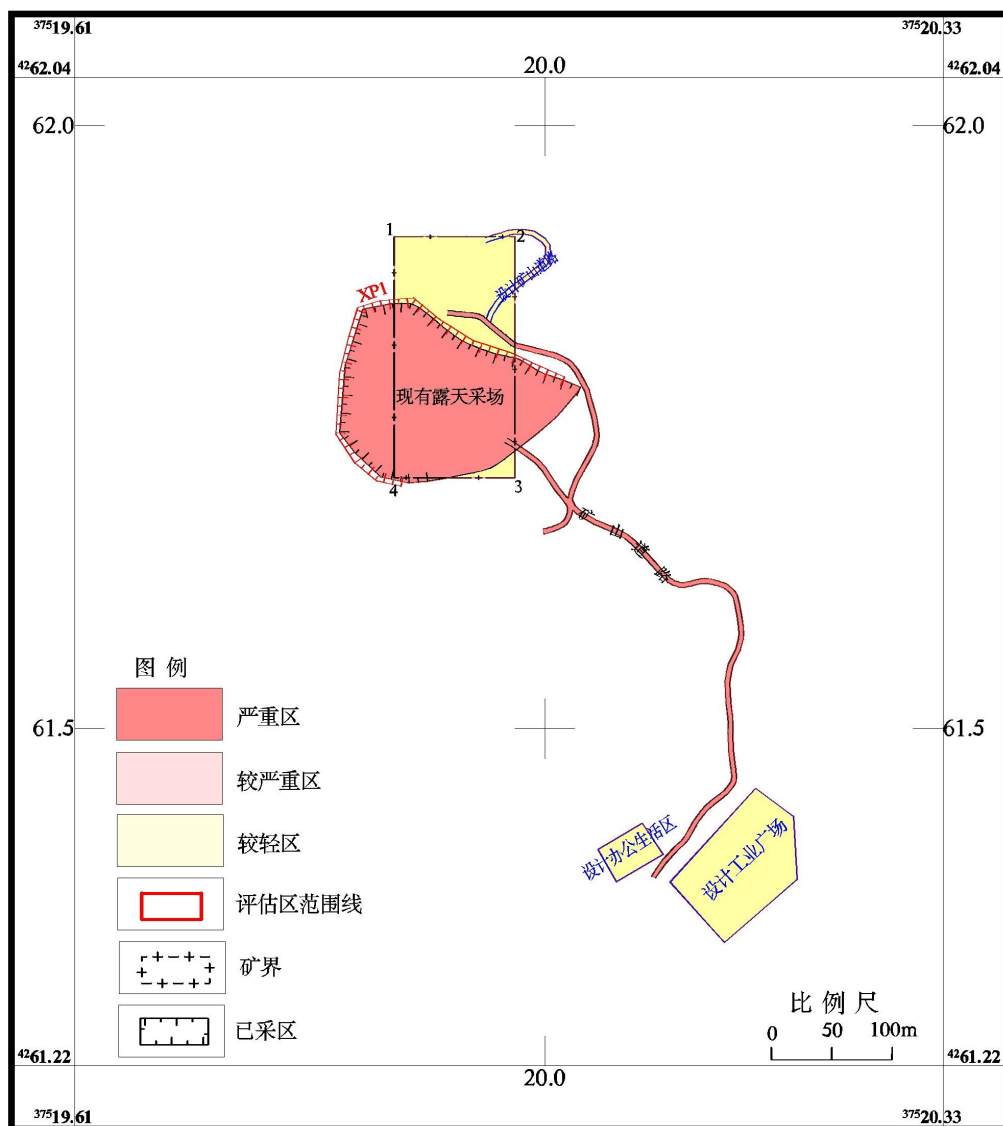 37519.61
37520.33
4262.04
20.0
4262.04
62.0
62.0
1
2
设计矿山道路
XP1
现有露天采场
4
3
矿山道路
图 例
严重区
61.5
61.5
较严重区
较轻区
设计办公生活区
设计工业广场
评估区范围线
矿界
比 例 尺
已采区
0 50 100m
4261.22
4261.22
20.0
37519.61
37520.33